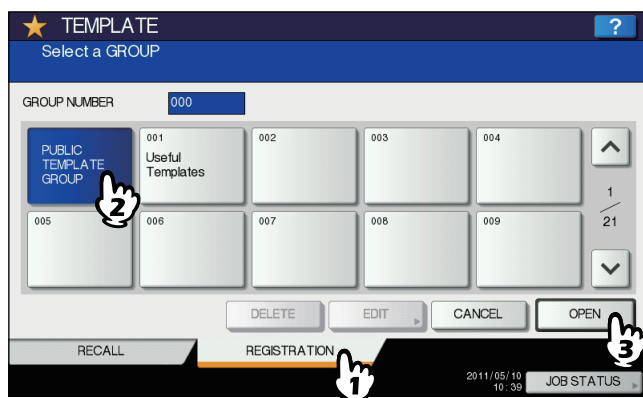 TEMPLATE
?
Select a GROUP
GROUP NUMBER 000
PUBLIC
TEMPLATE
GROUP
2
001
Useful
Templates
002
003
004
1
21
005
006
007
008
009
DELETE
EDIT
CANCEL
OPEN
3
RECALL
REGISTRATION
1
2011/05/10
10:39
JOB STATUS